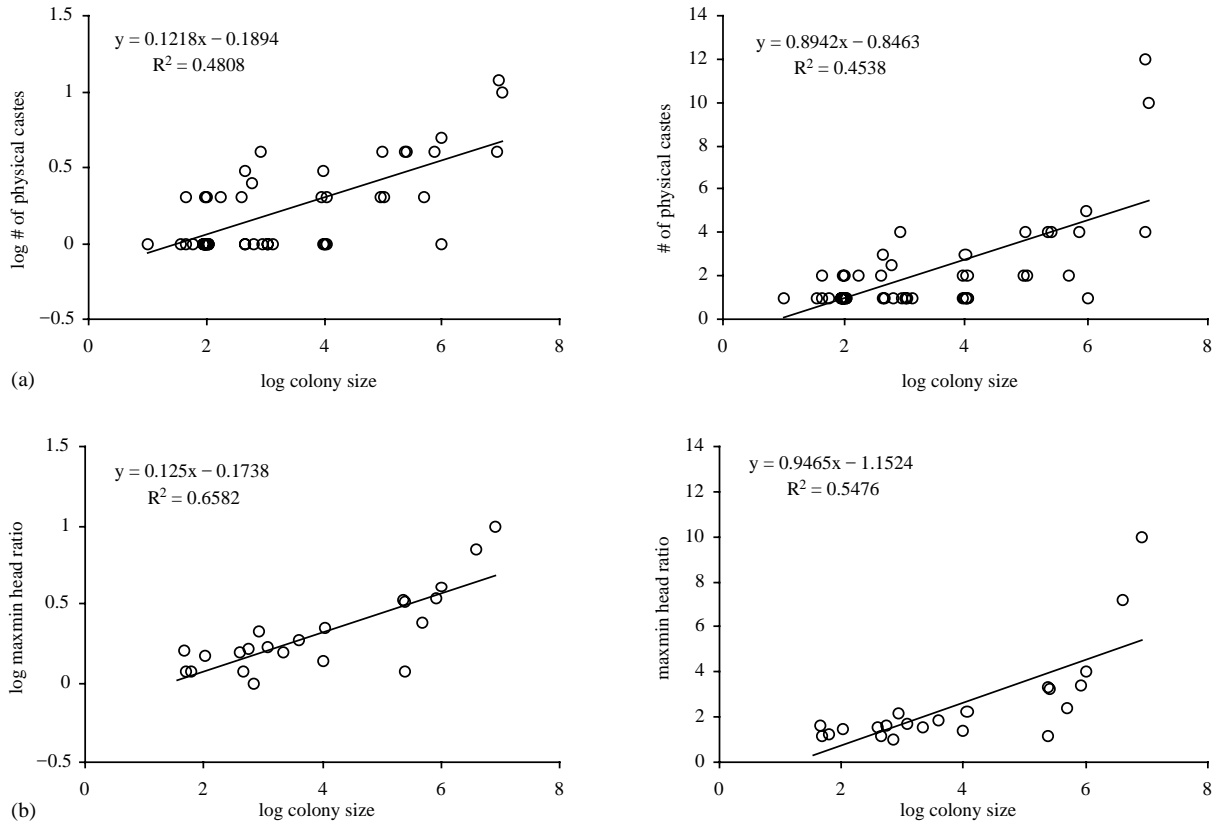 1.5
y = 0.1218x − 0.1894
R² = 0.4808
1
0.5
0
−0.5
log # of physical castes
0 2 4 6 8
log colony size
(a)
14
y = 0.8942x − 0.8463
R² = 0.4538
12
10
8
6
4
2
0
# of physical castes
0 2 4 6 8
log colony size
1.5
y = 0.125x − 0.1738
R² = 0.6582
1
0.5
0
−0.5
log maxmin head ratio
0 2 4 6 8
log colony size
(b)
14
y = 0.9465x − 1.1524
R² = 0.5476
12
10
8
6
4
2
0
maxmin head ratio
0 2 4 6 8
log colony size